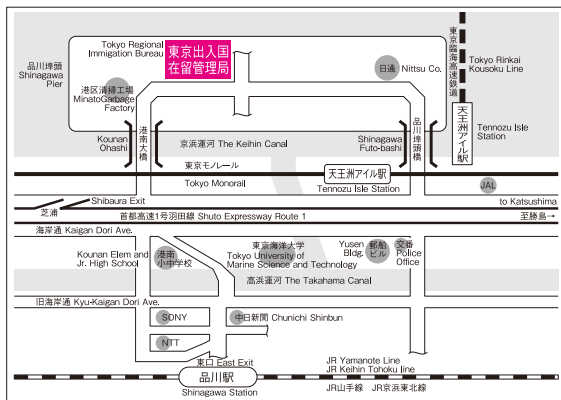 品川埠頭
Shinagawa
Pier
Tokyo Regional
Immigation Bureau
東京出入国
在留管理局
日通 Nittsu Co.
東京臨海高速鉄道
Tokyo Rinkai
Kousoku Line
港区清掃工場
MinatoGarbage
Factory
天王洲アイル駅
Tennozu Isle
Station
Kounan
Ohashi
港南大橋
京浜運河 The Keihin Canal
Shinagawa
Futo-bashi
品川埠頭橋
東京モノレール
天王洲アイル駅
Tokyo Monorail
Tennozu Isle Station
JAL
Shibaura Exit
to Katsushima
芝浦
首都高速1号羽田線 Shuto Expressway Route 1
至勝島→
海岸通 Kaigan Dori Ave.
Kounan Elem and
Jr. High School
港南
小中学校
東京海洋大学
Tokyo University of
Marine Science and Technology
Yusen
Bldg.
郵船
ビル
交番
Police
Office
高浜運河 The Takahama Canal
旧海岸通 Kyu-Kaigan Dori Ave.
SONY
中日新聞 Chunichi Shinbun
NTT
東口 East Exit
JR Yamanote Line
JR Keihin Tohoku line
品川駅
Shinagawa Station
JR山手線 JR京浜東北線